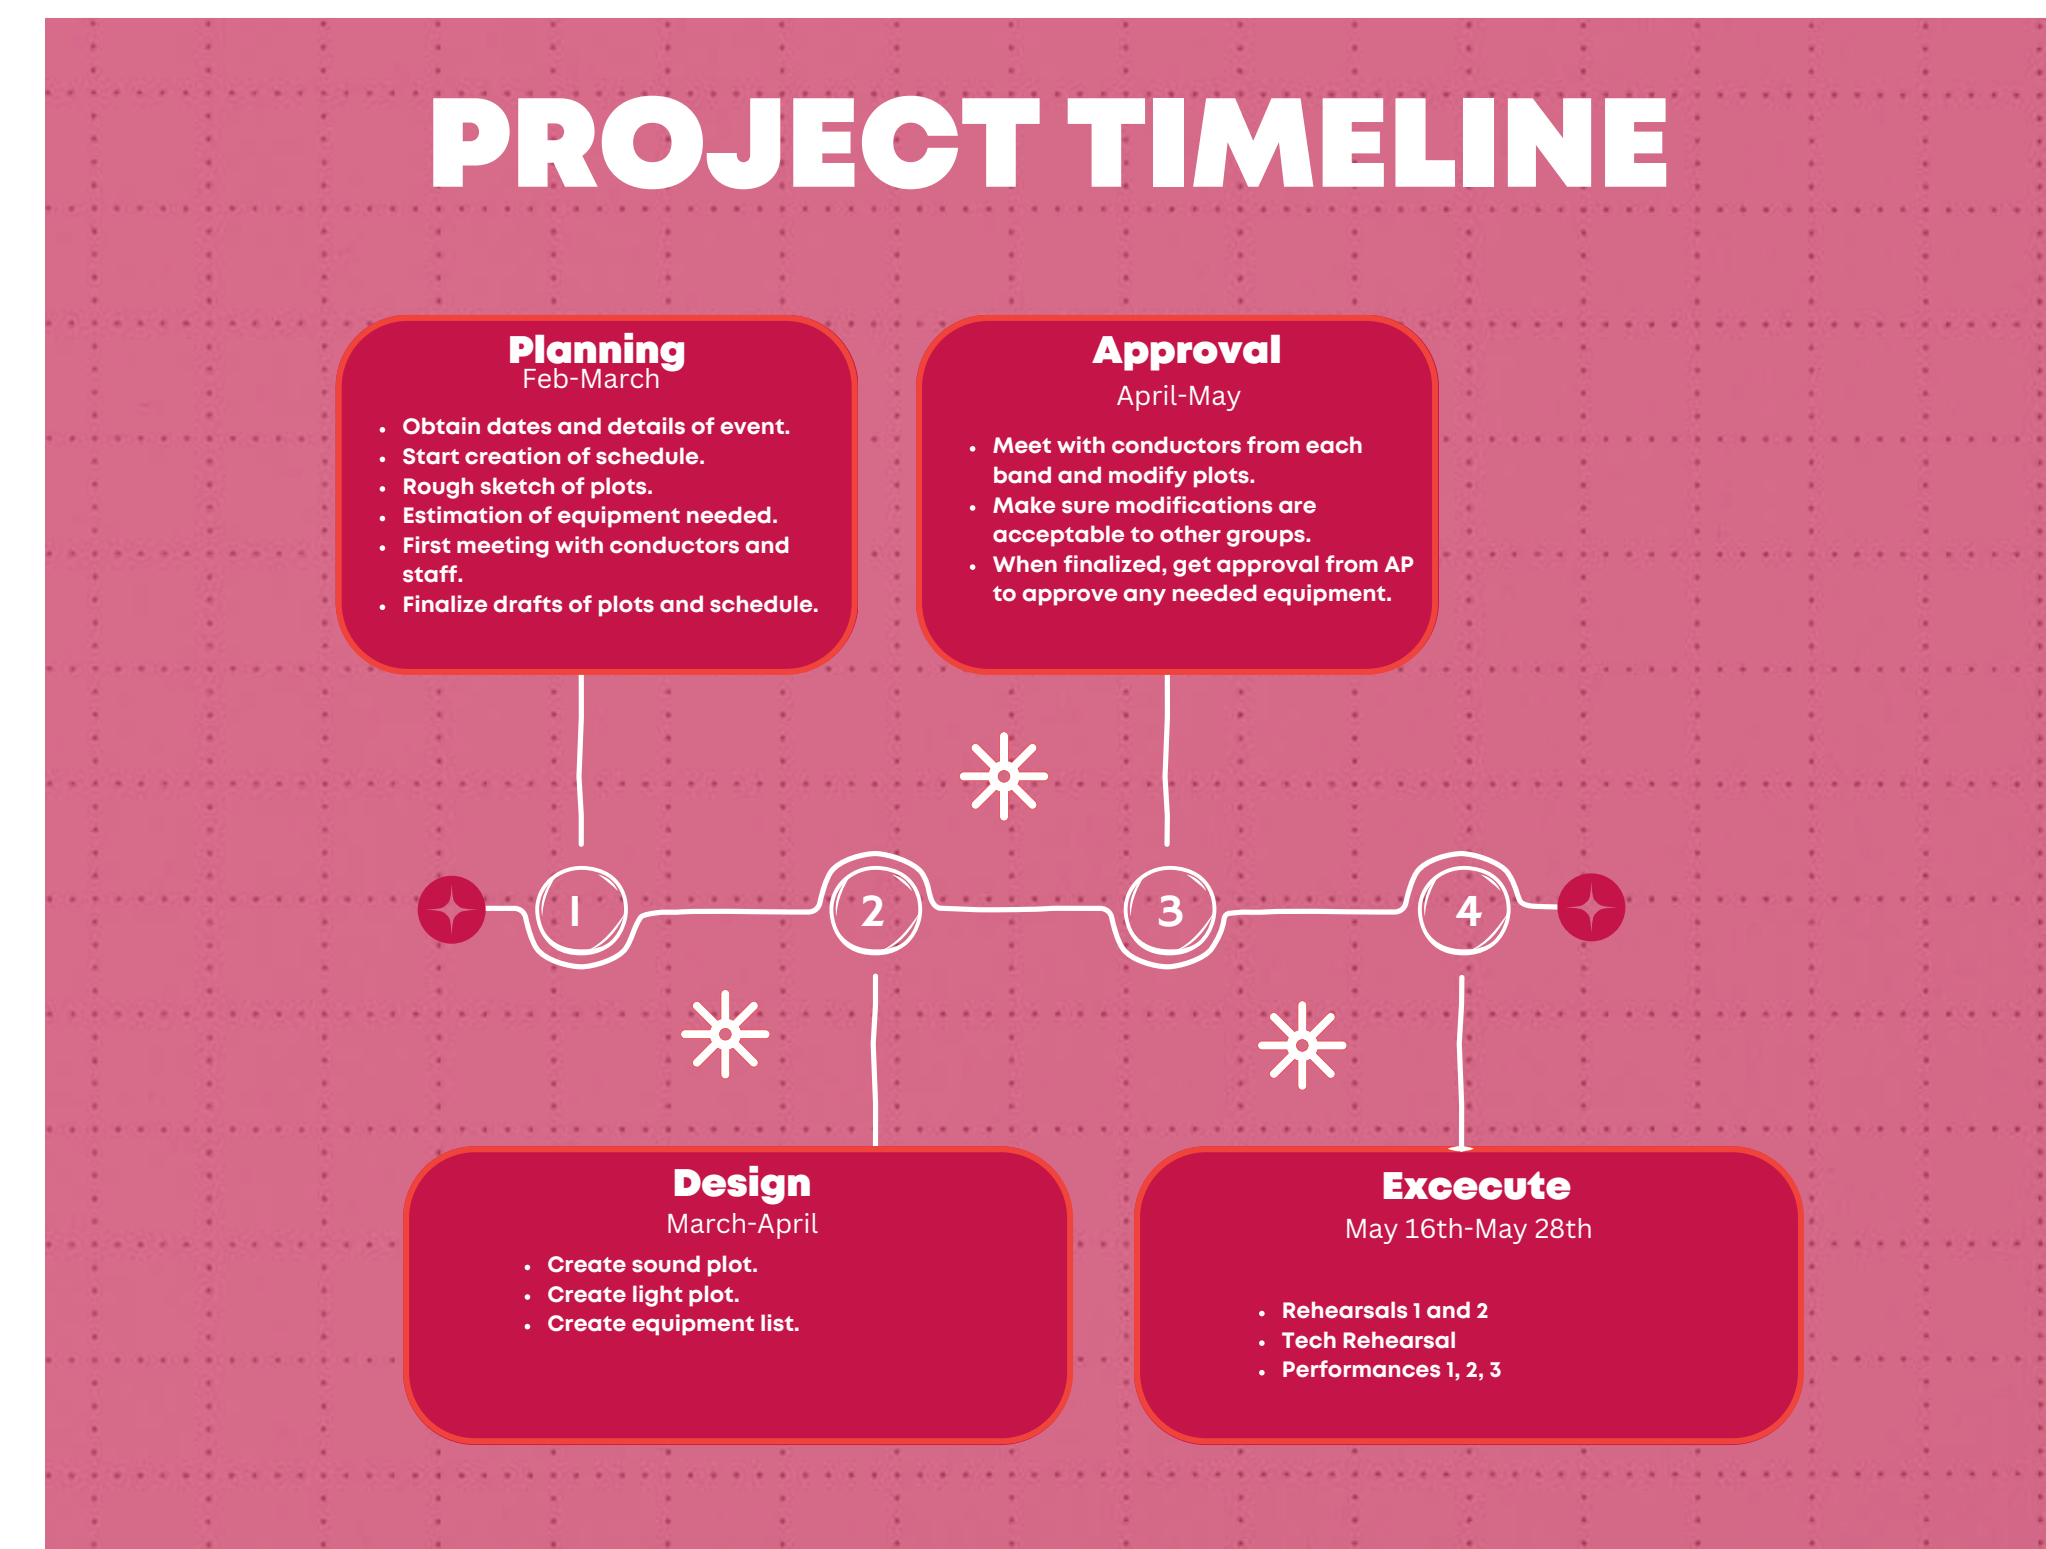 PROJECT TIMELINE
Planning
Feb-March
• Obtain dates and details of event.
• Start creation of schedule.
• Rough sketch of plots.
• Estimation of equipment needed.
• First meeting with conductors and
staff.
• Finalize drafts of plots and schedule.
Approval
April-May
• Meet with conductors from each
band and modify plots.
• Make sure modifications are
acceptable to other groups.
• When finalized, get approval from AP
to approve any needed equipment.
1
2
3
4
Design
March-April
• Create sound plot.
• Create light plot.
• Create equipment list.
Excecute
May 16th-May 28th
• Rehearsals 1 and 2
• Tech Rehearsal
• Performances 1, 2, 3